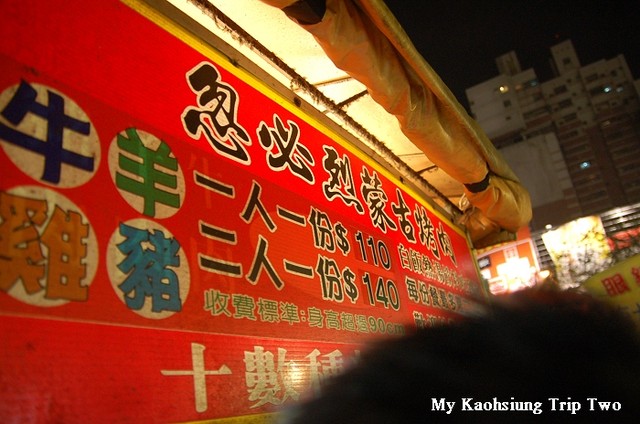 忽必烈蒙古烤肉
牛 羊
雞 豬
一人一份$110
二人一份$140
收費標準:身高超過90c
十數種
My Kaohsiung Trip Two